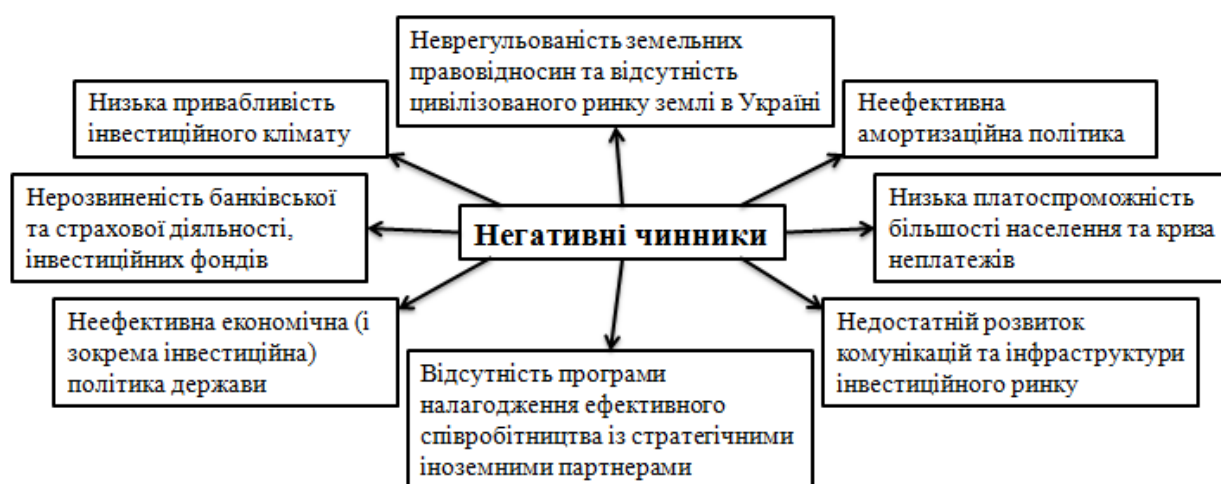 Неврегульованість земельних
правовідносин та відсутність
цивілізованого ринку землі в Україні
Низька привабливість
інвестиційного клімату
Неефективна
амортизаційна політика
Нерозвиненість банківської
та страхової діяльності,
інвестиційних фондів
Негативні чинники
Низька платоспроможність
більшості населення та криза
неплатежів
Неефективна економічна (і
зокрема інвестиційна)
політика держави
Відсутність програми
налагодження ефективного
співробітництва із стратегічними
іноземними партнерами
Недостатній розвиток
комунікацій та інфраструктури
інвестиційного ринку